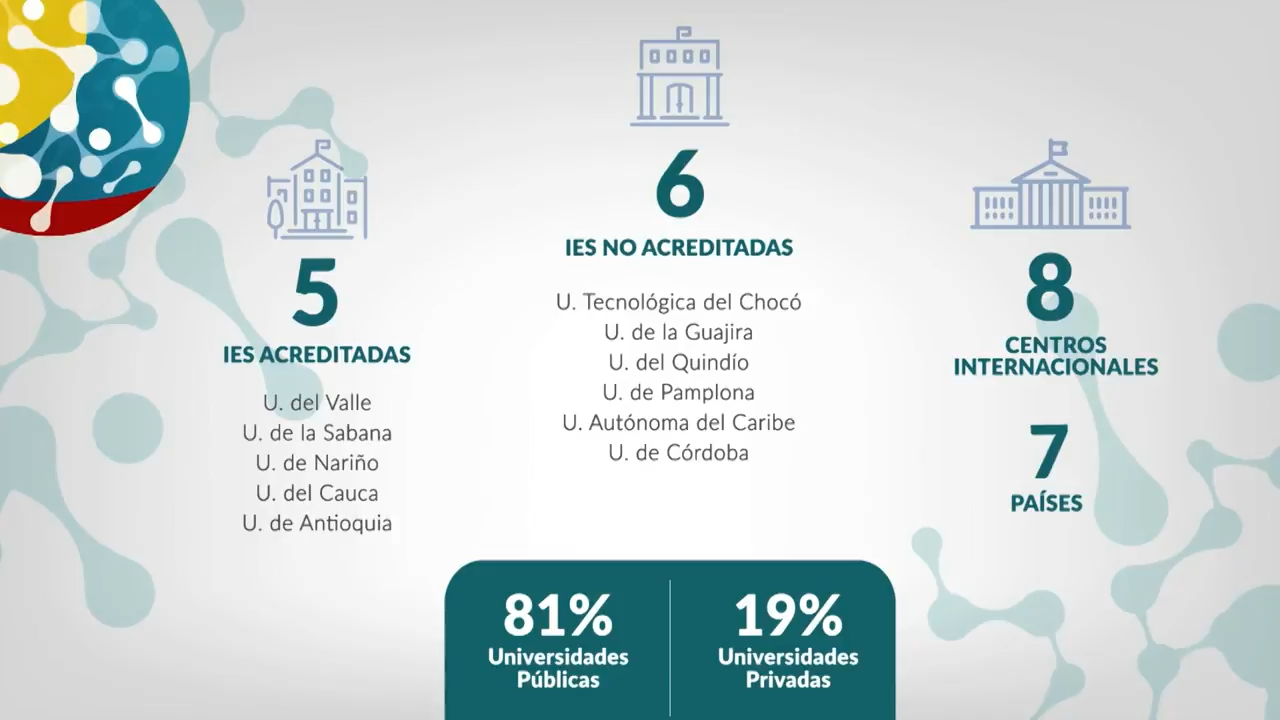 5
IES ACREDITADAS
U. del Valle
U. de la Sabana
U. de Nariño
U. del Cauca
U. de Antioquia
6
IES NO ACREDITADAS
U. Tecnológica del Chocó
U. de la Guajira
U. del Quindío
U. de Pamplona
U. Autónoma del Caribe
U. de Córdoba
8
CENTROS
INTERNACIONALES
7
PAÍSES
81%
Universidades
Públicas
19%
Universidades
Privadas